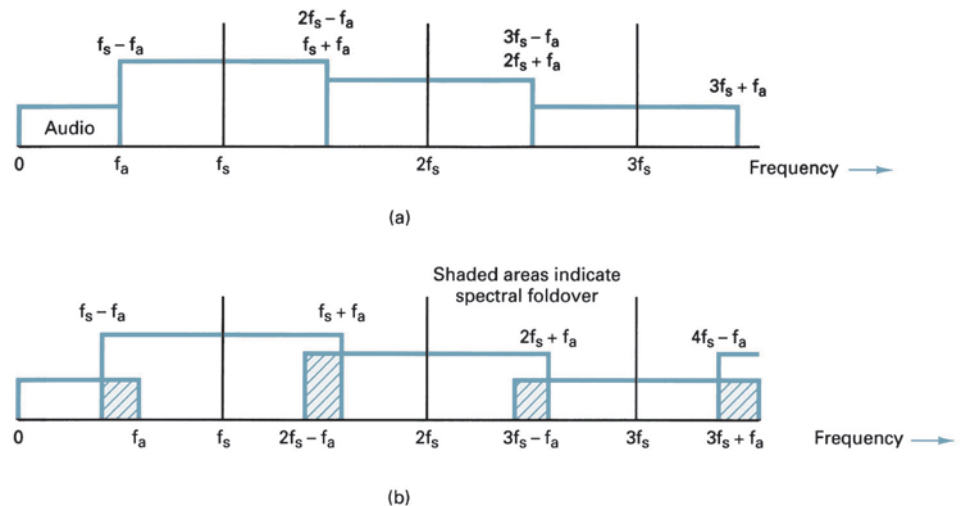 2fₛ – fₐ
fₛ – fₐ
fₛ + fₐ
3fₛ – fₐ
2fₛ + fₐ
3fₛ + fₐ
Audio
0 fₐ fₛ 2fₛ 3fₛ Frequency
(a)
Shaded areas indicate
spectral foldover
fₛ – fₐ fₛ + fₐ
2fₛ + fₐ 4fₛ – fₐ
0 fₐ fₛ 2fₛ – fₐ 2fₛ 3fₛ – fₐ 3fₛ 3fₛ + fₐ Frequency
(b)